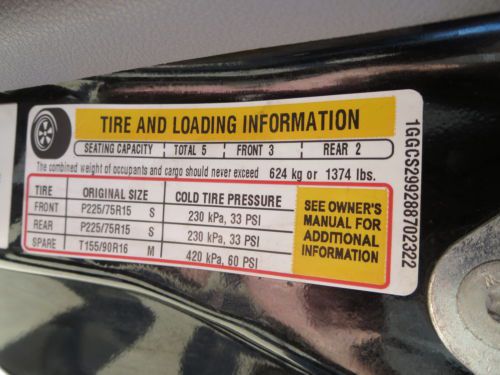 TIRE AND LOADING INFORMATION
SEATING CAPACITY TOTAL 5 FRONT 3 REAR 2
The combined weight of occupants and cargo should never exceed 624 kg or 1374 lbs.
TIRE ORIGINAL SIZE COLD TIRE PRESSURE
FRONT P225/75R15 S 230 kPa, 33 PSI
REAR P225/75R15 S 230 kPa, 33 PSI
SPARE T155/90R16 M 420 kPa, 60 PSI
SEE OWNER'S
MANUAL FOR
ADDITIONAL
INFORMATION
1GGCS299288702322